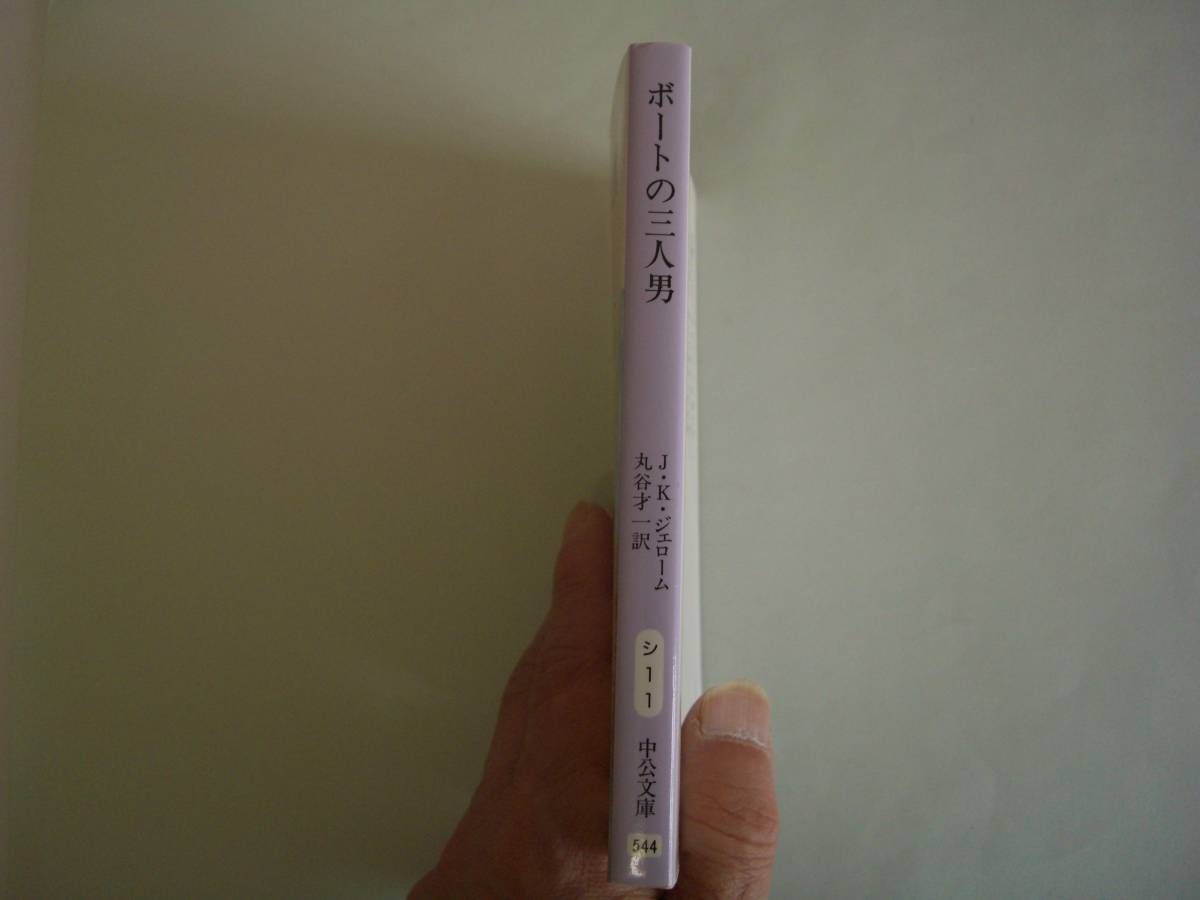 ボートの三人男
J・K・ジエローム
丸谷才一訳
シ11
中公文庫
544